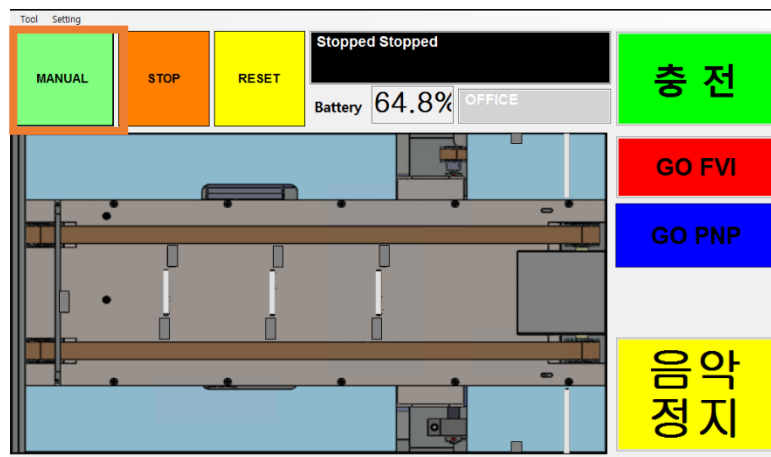 Tool Setting
MANUAL
STOP
RESET
Stopped Stopped
Battery 64.8% OFFICE
충 전
GO FVI
GO PNP
음악
정지